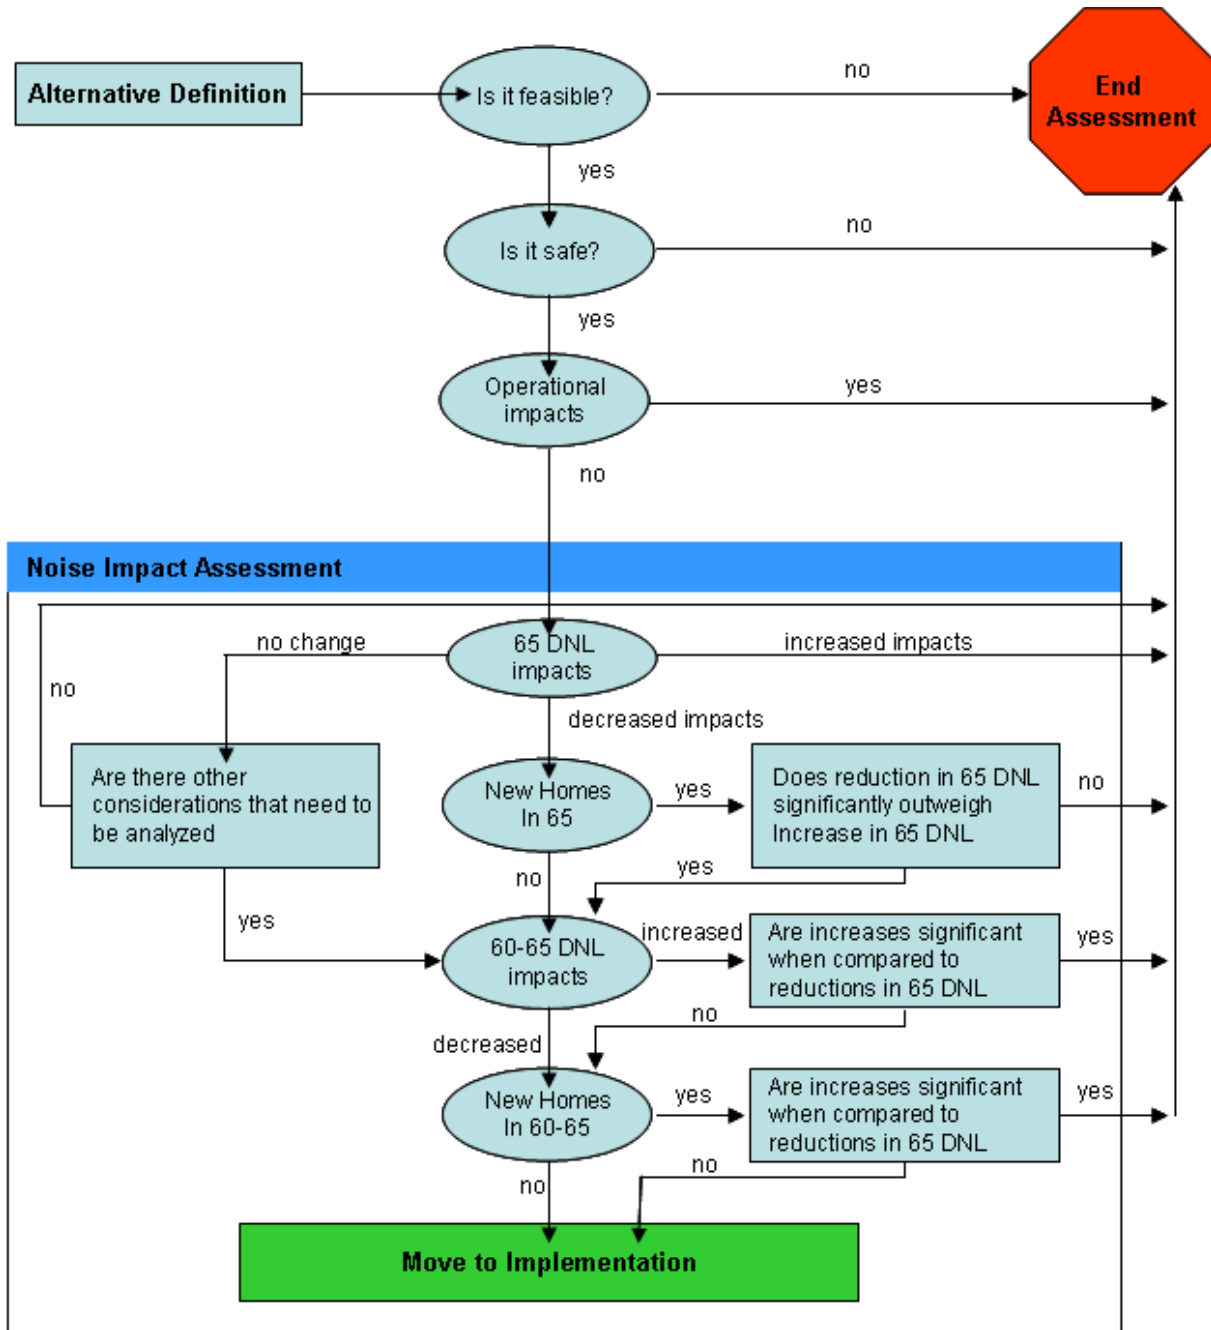 Alternative Definition
Is it feasible?
no
End
Assessment
yes
Is it safe?
no
yes
Operational
impacts
yes
no
Noise Impact Assessment
no change
65 DNL
impacts
increased impacts
no
decreased impacts
Are there other
considerations that need to
be analyzed
New Homes
In 65
yes
Does reduction in 65 DNL
significantly outweigh
Increase in 65 DNL
no
no
yes
yes
60-65 DNL
impacts
increased
Are increases significant
when compared to
reductions in 65 DNL
yes
no
decreased
New Homes
In 60-65
yes
Are increases significant
when compared to
reductions in 65 DNL
yes
no
no
Move to Implementation